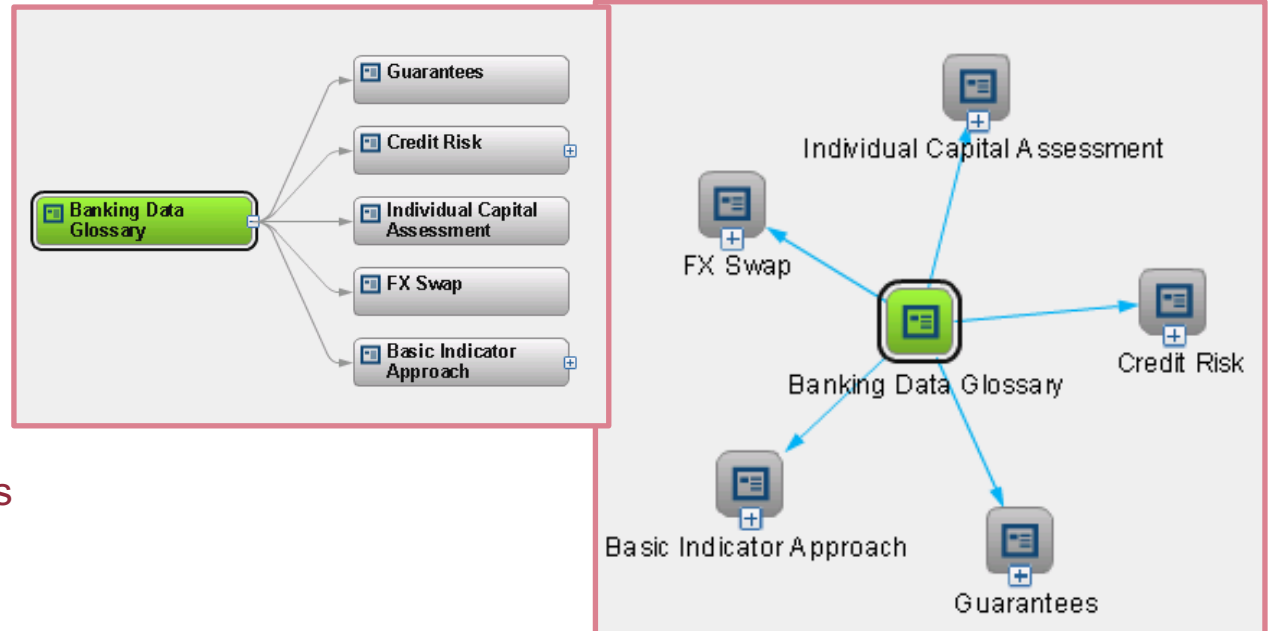 Guarantees
Credit Risk
Banking Data
Glossary
Individual Capital
Assessment
FX Swap
Basic Indicator
Approach
s
Individual Capital Assessment
FX Swap
Credit Risk
Banking Data Glossary
Basic Indicator Approach
Guarantees